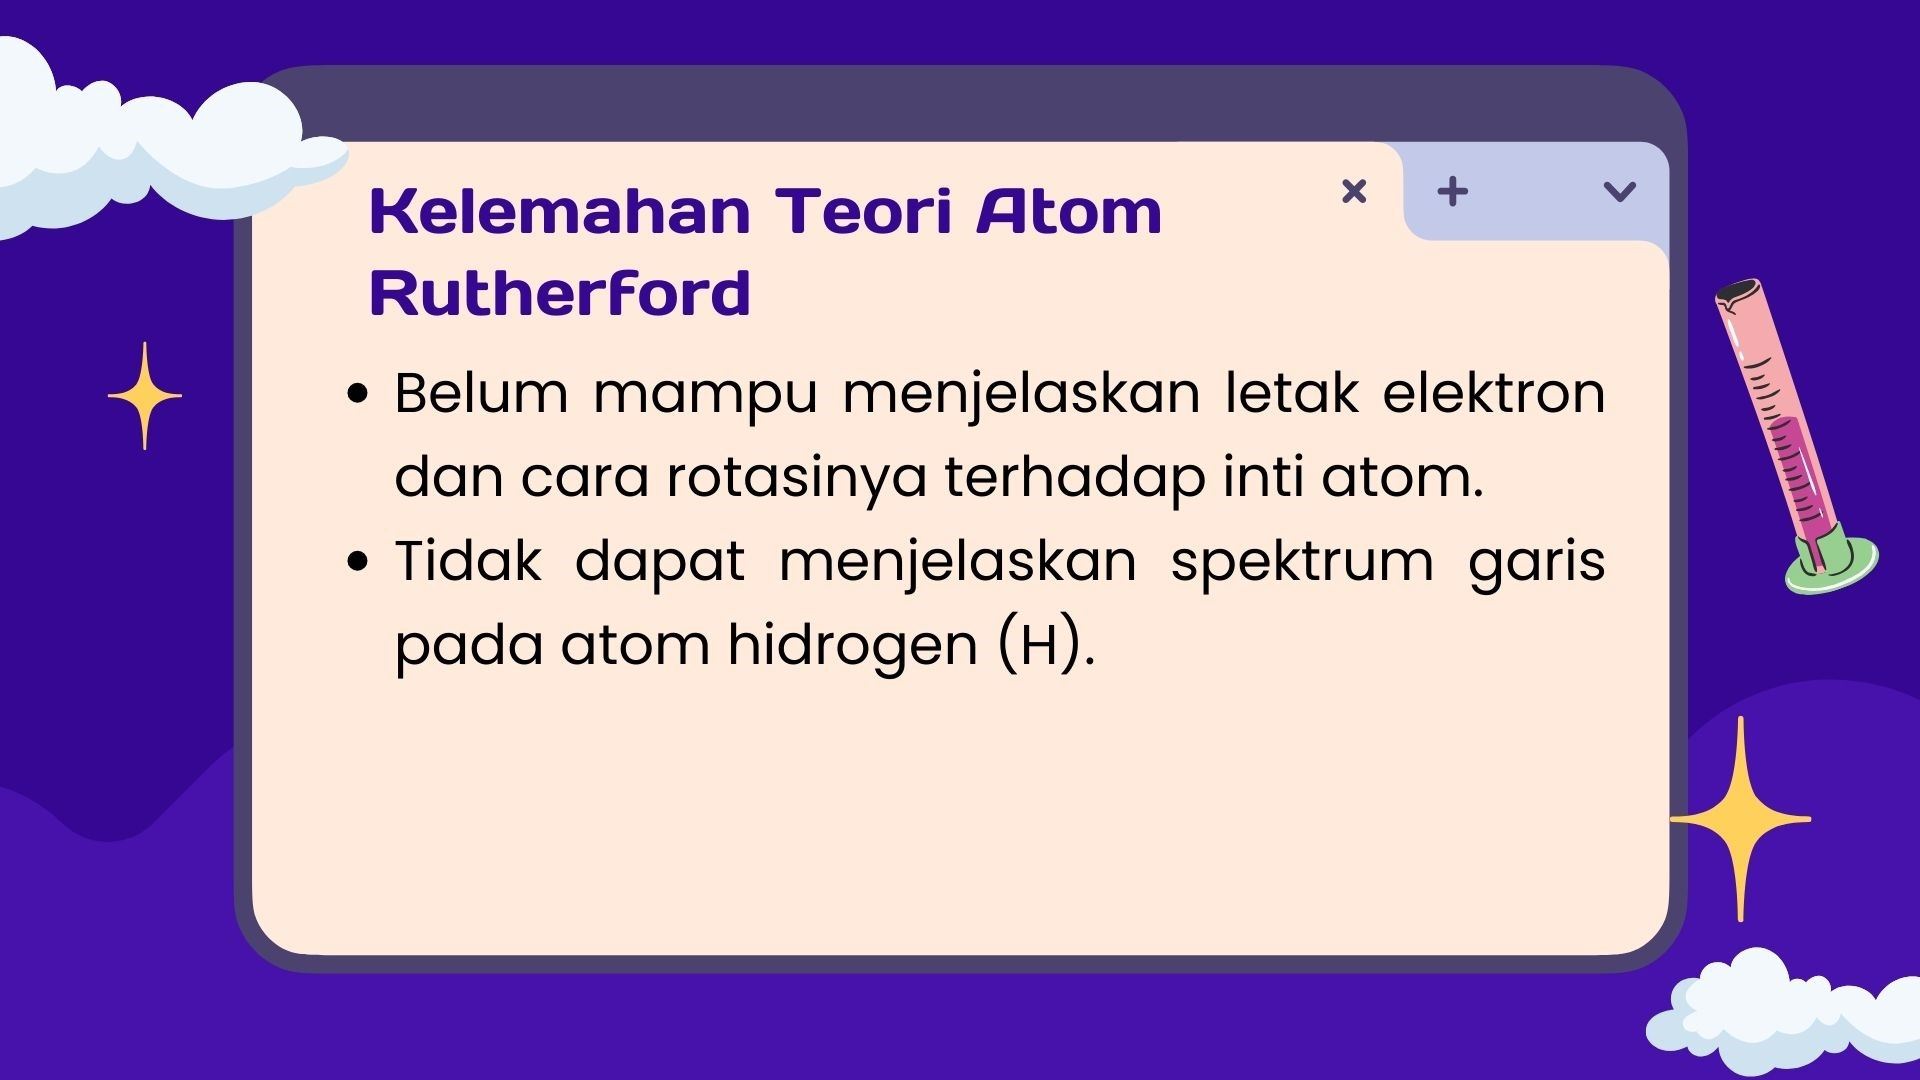 Kelemahan Teori Atom
Rutherford
• Belum mampu menjelaskan letak elektron
dan cara rotasinya terhadap inti atom.
• Tidak dapat menjelaskan spektrum garis
pada atom hidrogen (H).